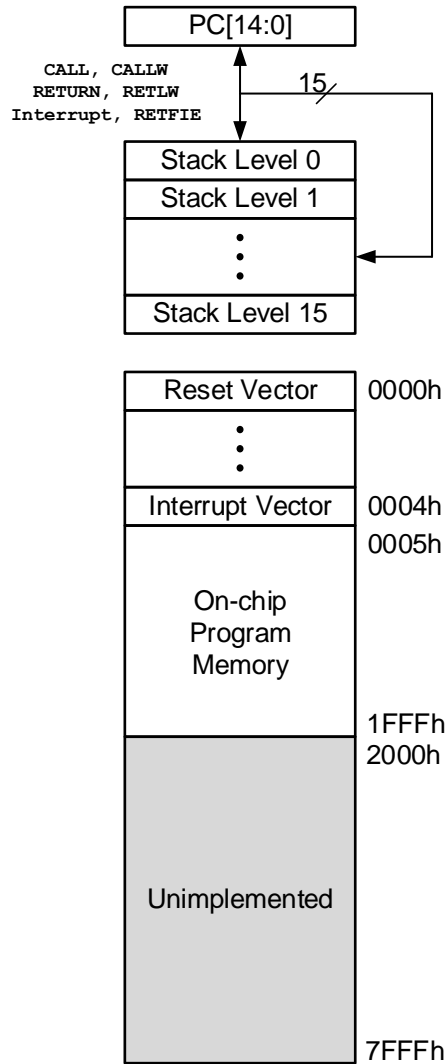 PC[14:0]
CALL, CALLW
RETURN, RETLW
Interrupt, RETFIE
15
Stack Level 0
Stack Level 1
Stack Level 15
Reset Vector
0000h
Interrupt Vector
0004h
0005h
On-chip
Program
Memory
1FFFh
2000h
Unimplemented
7FFFh